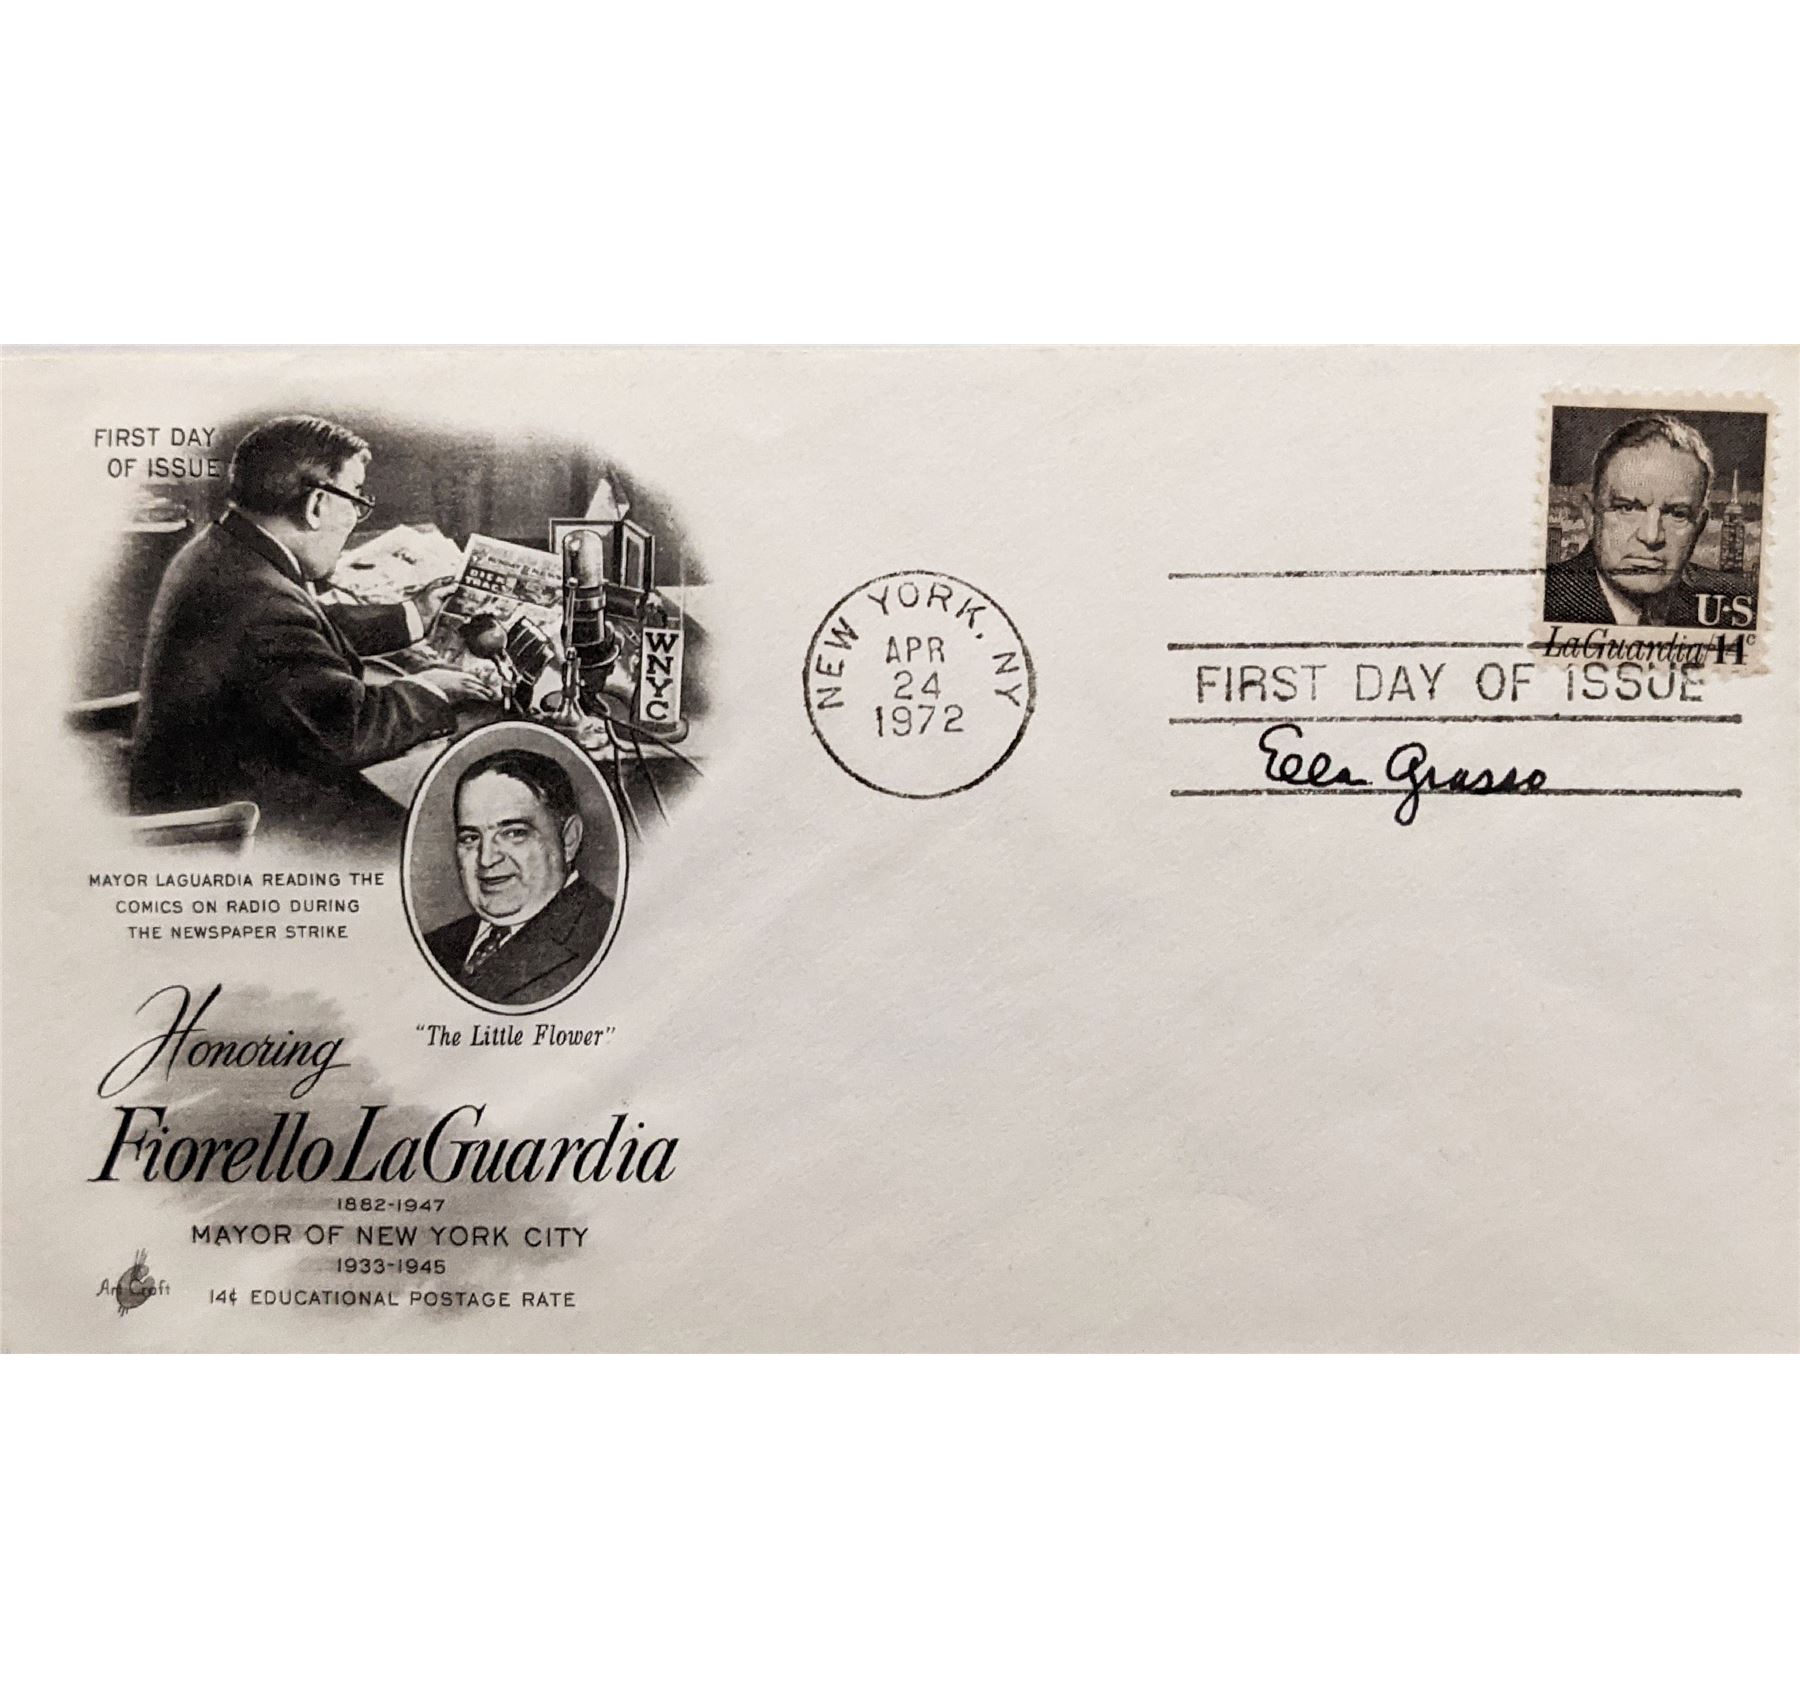 FIRST DAY
OF ISSUE
WNYC
MAYOR LAGUARDIA READING THE
COMICS ON RADIO DURING
THE NEWSPAPER STRIKE
"The Little Flower"
Honoring
Fiorello LaGuardia
1882-1947
MAYOR OF NEW YORK CITY
1933-1945
14¢ EDUCATIONAL POSTAGE RATE
Art Craft
NEW YORK, NY
APR
24
1972
US
LaGuardia/14c
FIRST DAY OF ISSUE
Ella Grasso